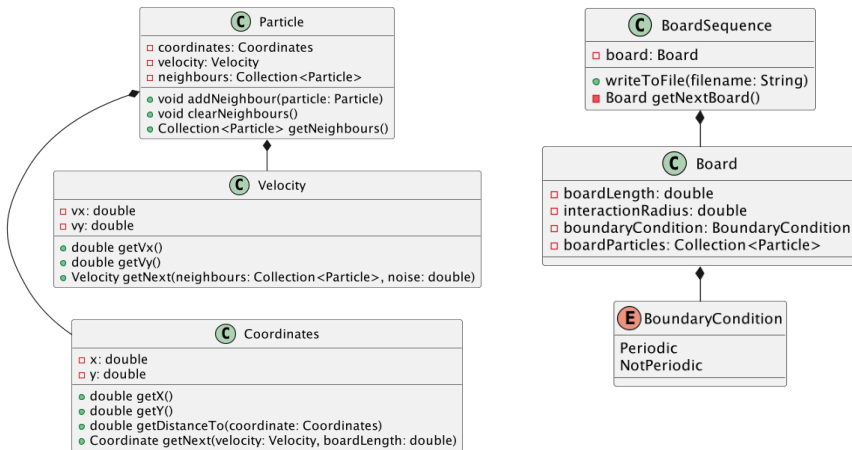 C Particle
coordinates: Coordinates
velocity: Velocity
neighbours: Collection<Particle>
void addNeighbour(particle: Particle)
void clearNeighbours()
Collection<Particle> getNeighbours()
C Velocity
vx: double
vy: double
double getVx()
double getVy()
Velocity getNext(neighbours: Collection<Particle>, noise: double)
C Coordinates
x: double
y: double
double getX()
double getY()
double getDistanceTo(coordinate: Coordinates)
Coordinate getNext(velocity: Velocity, boardLength: double)
C BoardSequence
board: Board
writeToFile(filename: String)
Board getNextBoard()
C Board
boardLength: double
interactionRadius: double
boundaryCondition: BoundaryCondition
boardParticles: Collection<Particle>
E BoundaryCondition
Periodic
NotPeriodic